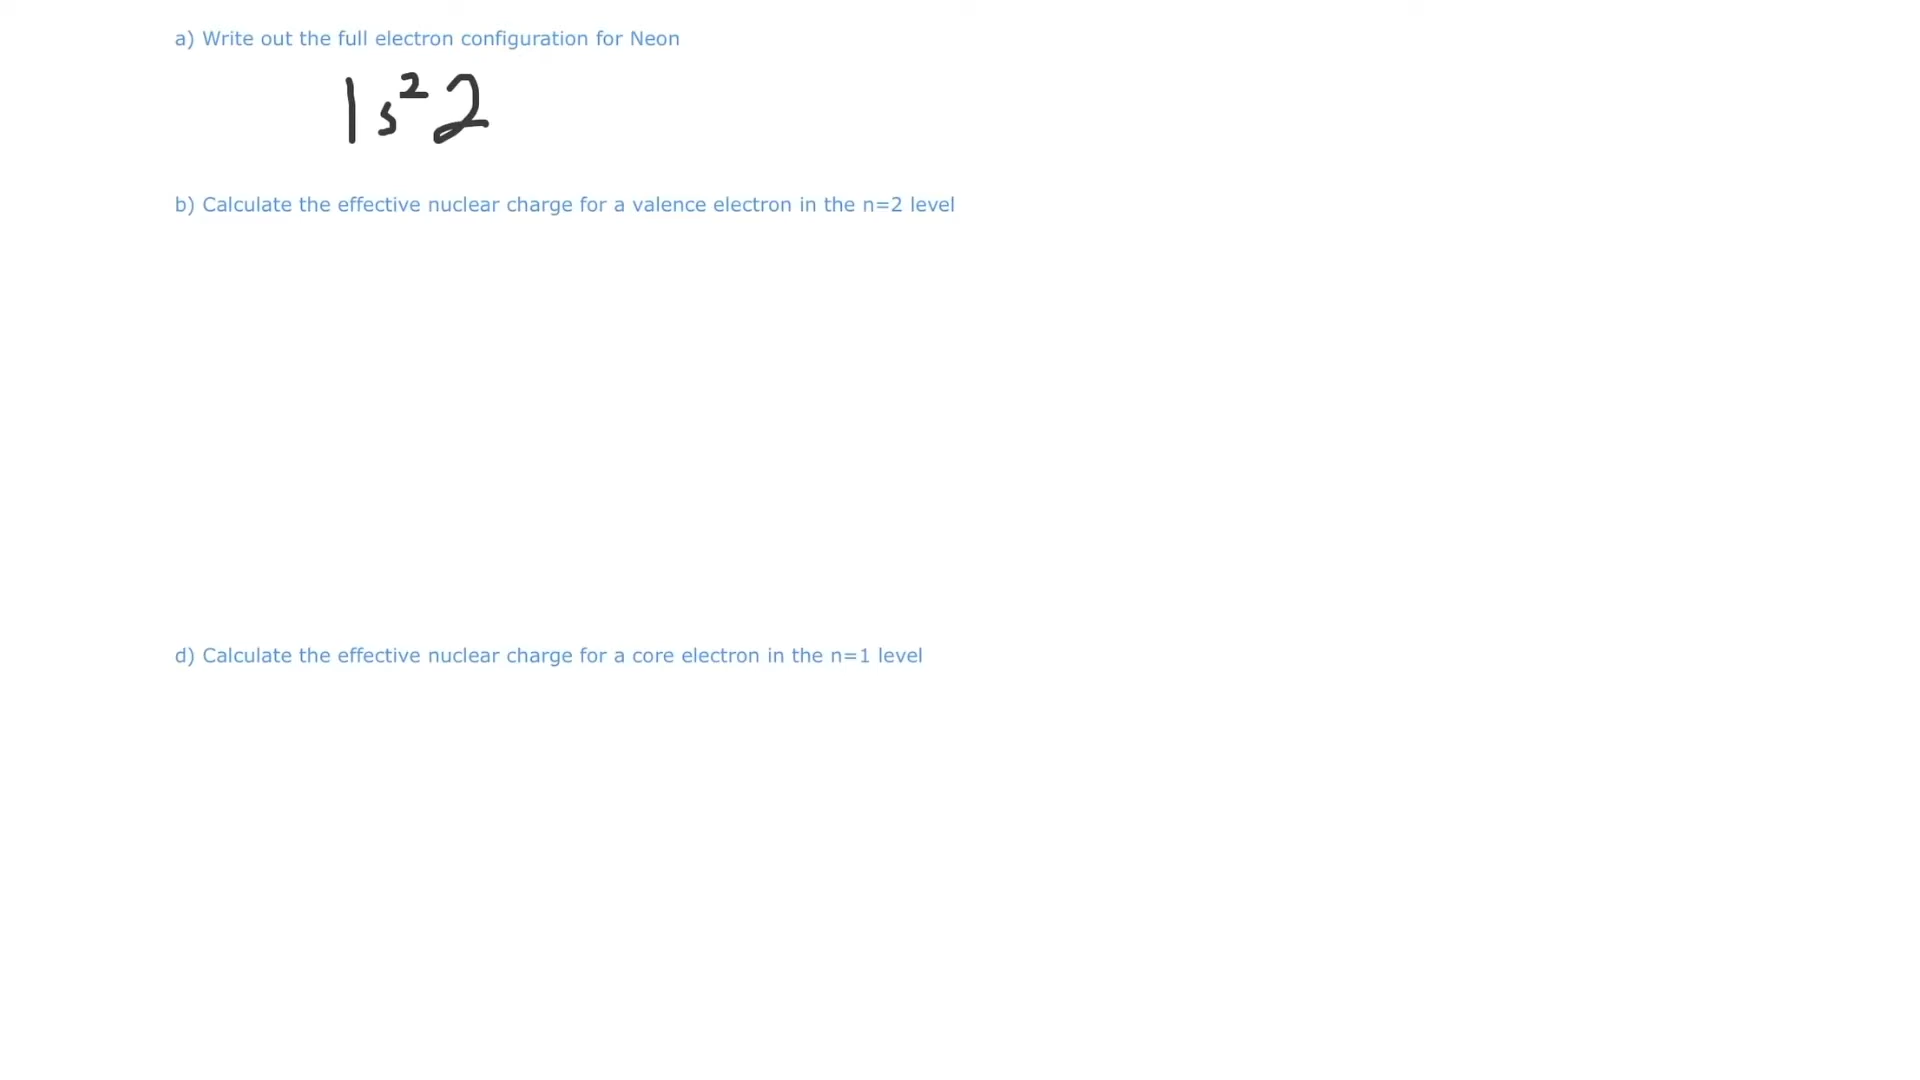 a) Write out the full electron configuration for Neon
1s²2
b) Calculate the effective nuclear charge for a valence electron in the n=2 level
d) Calculate the effective nuclear charge for a core electron in the n=1 level